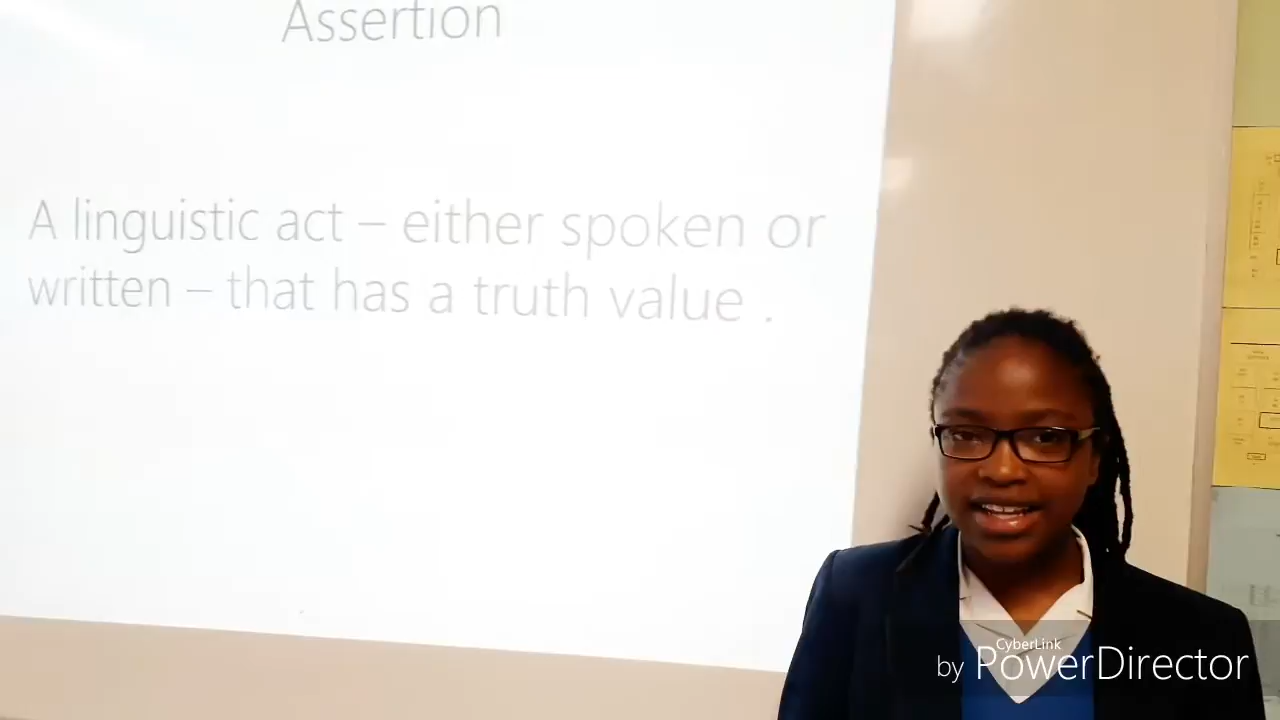 Assertion
A linguistic act – either spoken or
written – that has a truth value .
CyberLink
by PowerDirector